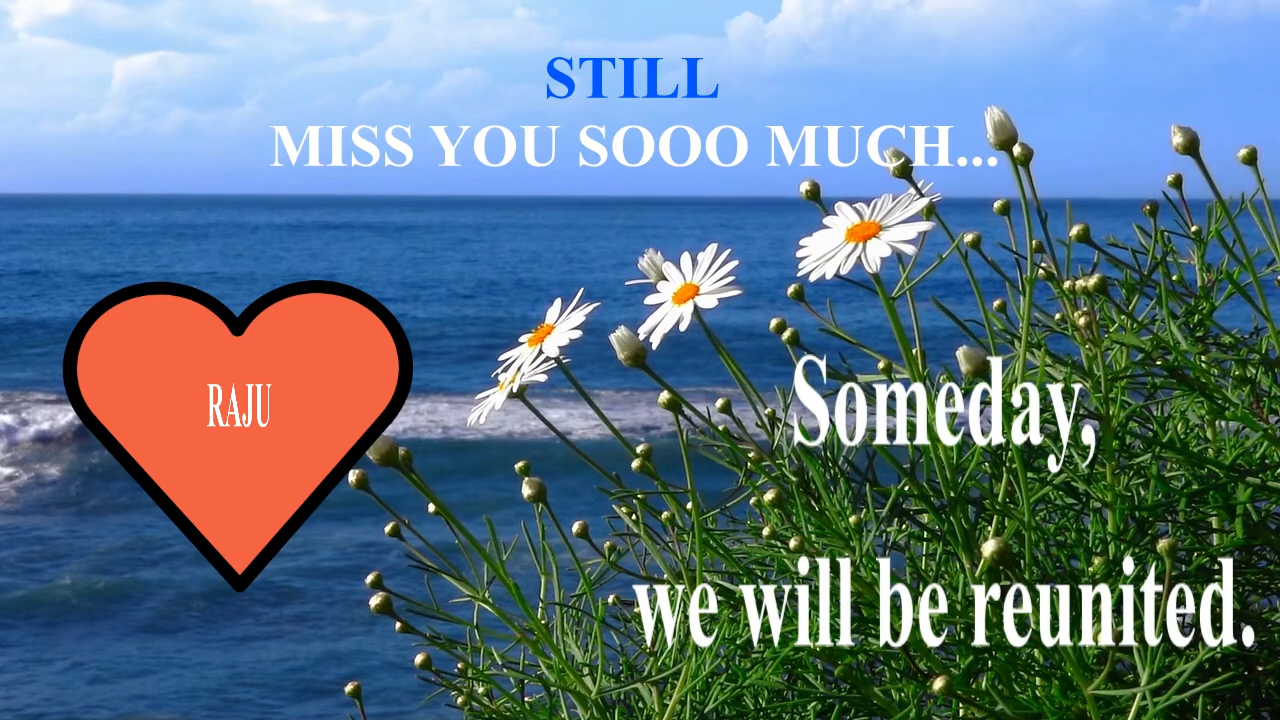 STILL
MISS YOU SOOO MUCH...
RAJU
Someday,
we will be reunited.